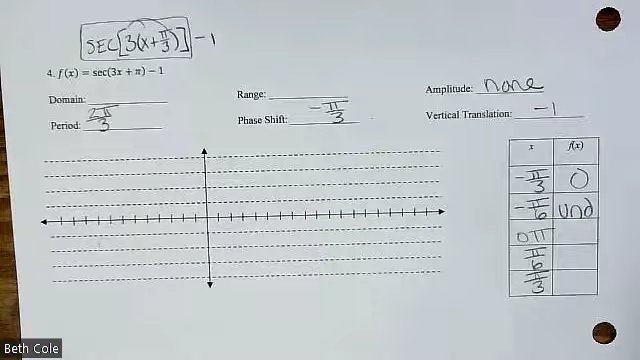 SEC[3(x+π/3)] - 1
4. f(x) = sec(3x + π) – 1
Domain:
Range:
Amplitude: none
Period: 2π/3
Phase Shift: -π/3
Vertical Translation: -1
x f(x)
-π/3 0
-π/6 und
0π
π/6
π/3
Beth Cole